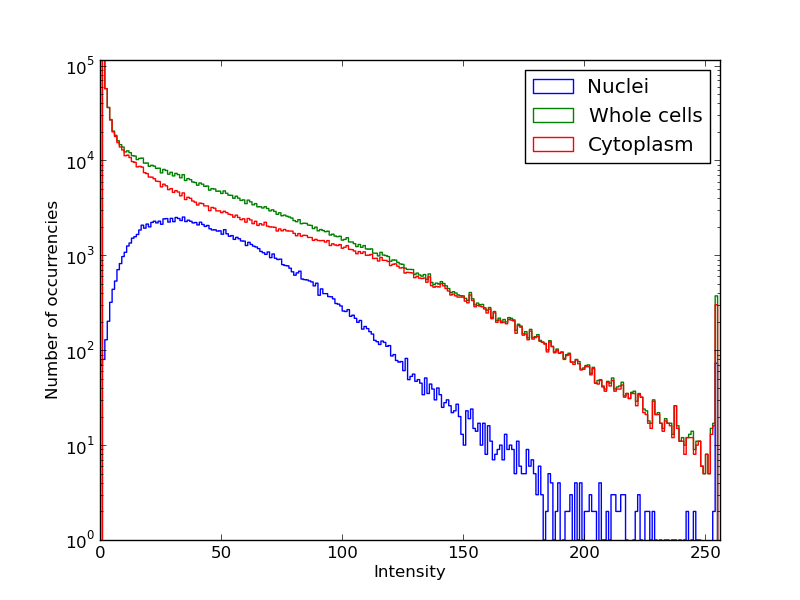 Nuclei
Whole cells
Cytoplasm
10^5
10^4
10^3
10^2
10^1
10^0
Number of occurrencies
0 50 100 150 200 250
Intensity